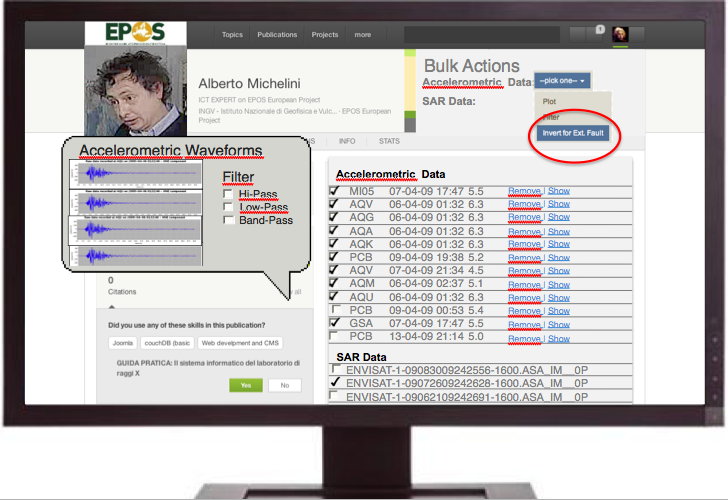 EPOS
Topics
Publications
Projects
more
1
Alberto Michelini
ICT EXPERT on EPOS European Project
INGV - Istituto Nazionale di Geofisica e Vulc... · EPOS European
Project
Bulk Actions
Accelerometric Data:
--pick one--
SAR Data:
Plot
Filter
Invert for Ext. Fault
INFO
STATS
Accelerometric Waveforms
Filter
Hi-Pass
Low-Pass
Band-Pass
0
Citations
all
Did you use any of these skills in this publication?
Joomla
couchDB (basic
Web develpment and CMS
GUIDA PRATICA: Il sistema informatico del laboratorio di
raggi X
Yes
No
Accelerometric Data
MI05 07-04-09 17:47 5.5 Remove | Show
AQV 06-04-09 01:32 6.3 Remove | Show
AQG 06-04-09 01:32 6.3 Remove | Show
AQA 06-04-09 01:32 6.3 Remove | Show
AQK 06-04-09 01:32 6.3 Remove | Show
PCB 09-04-09 19:38 5.2 Remove | Show
AQV 07-04-09 21:34 4.5 Remove | Show
AQM 06-04-09 02:37 5.1 Remove | Show
AQU 06-04-09 01:32 6.3 Remove | Show
PCB 09-04-09 00:53 5.4 Remove | Show
GSA 07-04-09 17:47 5.5 Remove | Show
PCB 13-04-09 21:14 5.0 Remove | Show
SAR Data
ENVISAT-1-09083009242556-1600.ASA_IM__0P
ENVISAT-1-09072609242628-1600.ASA_IM__0P
ENVISAT-1-09062109242691-1600.ASA_IM__0P